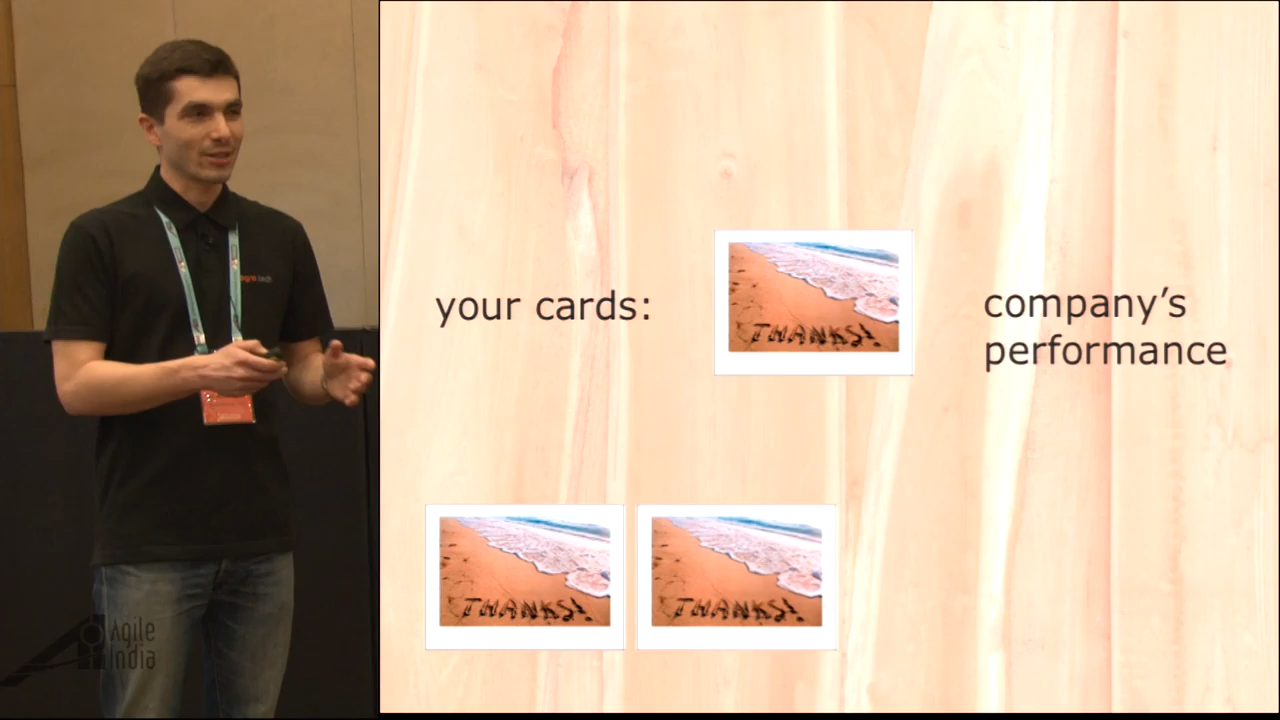 your cards:
THANKS!
company's
performance
THANKS!
THANKS!
Agile
India